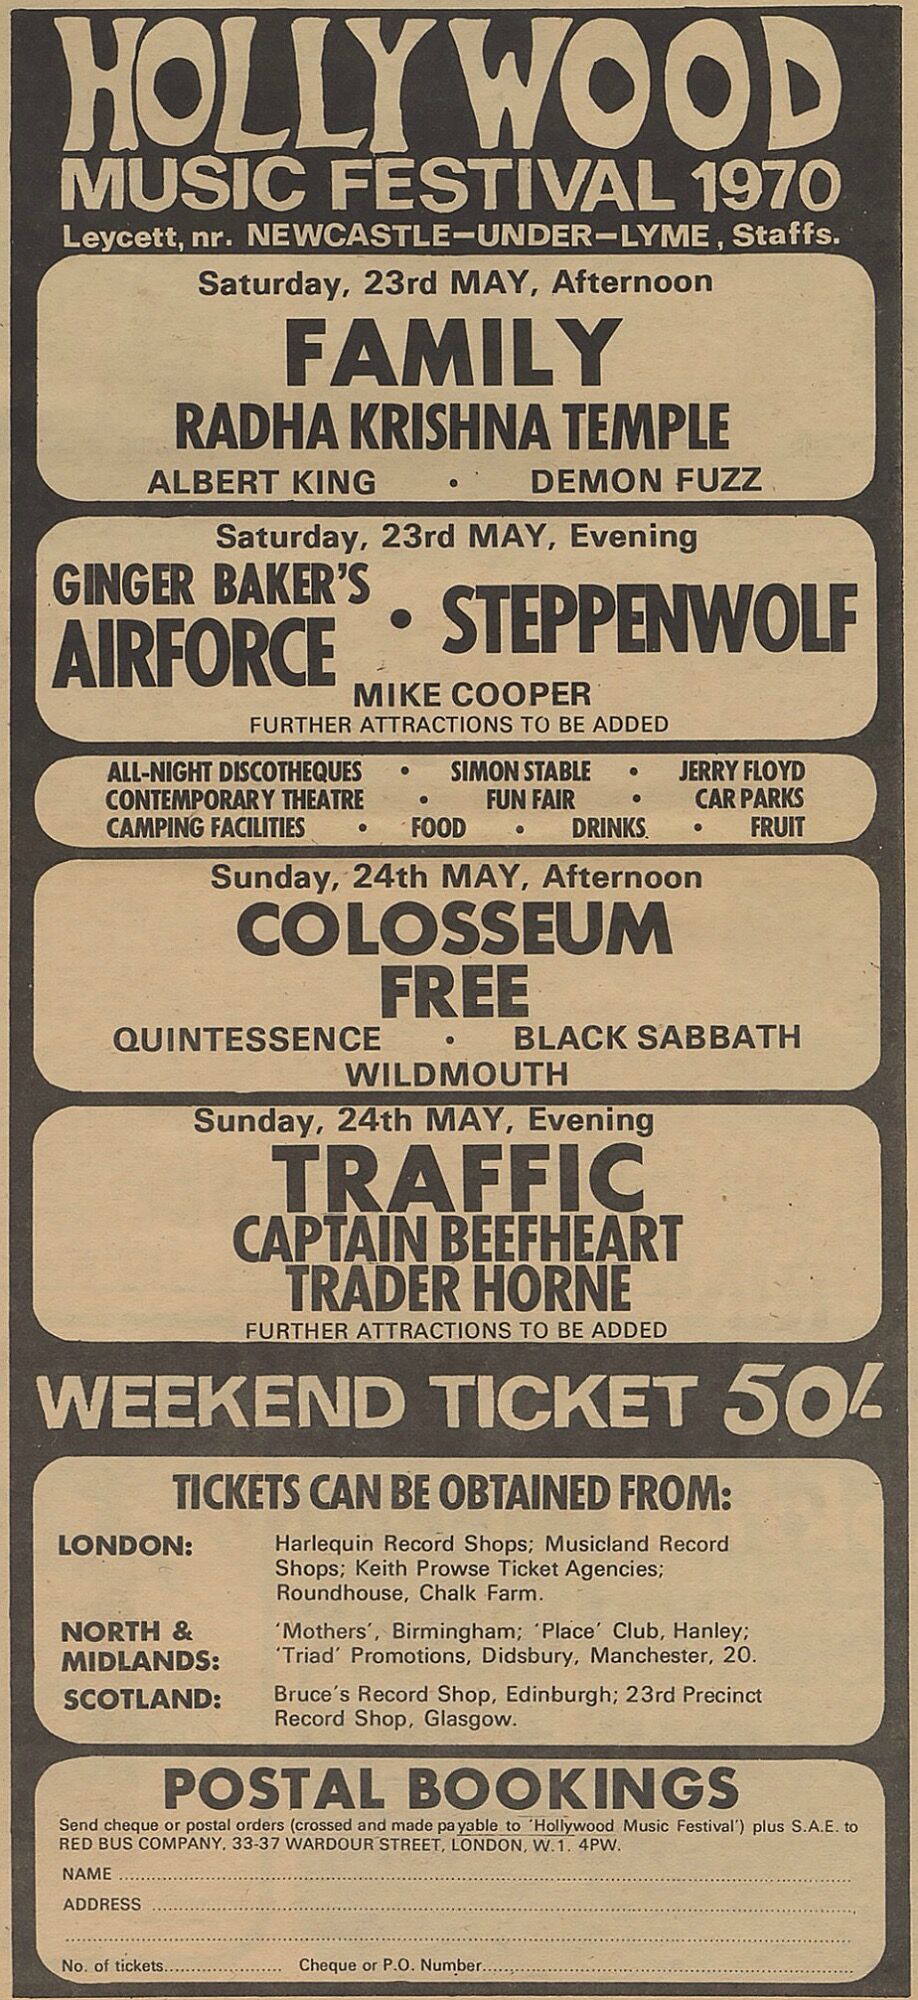 HOLLYWOOD
MUSIC FESTIVAL 1970
Leycett, nr. NEWCASTLE-UNDER-LYME, Staffs.
Saturday, 23rd MAY, Afternoon
FAMILY
RADHA KRISHNA TEMPLE
ALBERT KING • DEMON FUZZ
Saturday, 23rd MAY, Evening
GINGER BAKER'S
AIRFORCE • STEPPENWOLF
MIKE COOPER
FURTHER ATTRACTIONS TO BE ADDED
ALL-NIGHT DISCOTHEQUES • SIMON STABLE • JERRY FLOYD
CONTEMPORARY THEATRE • FUN FAIR • CAR PARKS
CAMPING FACILITIES • FOOD • DRINKS • FRUIT
Sunday, 24th MAY, Afternoon
COLOSSEUM
FREE
QUINTESSENCE • BLACK SABBATH
WILDMOUTH
Sunday, 24th MAY, Evening
TRAFFIC
CAPTAIN BEEFHEART
TRADER HORNE
FURTHER ATTRACTIONS TO BE ADDED
WEEKEND TICKET 50/-
TICKETS CAN BE OBTAINED FROM:
LONDON: Harlequin Record Shops; Musicland Record
Shops; Keith Prowse Ticket Agencies;
Roundhouse, Chalk Farm.
NORTH & 'Mothers', Birmingham; 'Place' Club, Hanley;
MIDLANDS: 'Triad' Promotions, Didsbury, Manchester, 20.
SCOTLAND: Bruce's Record Shop, Edinburgh; 23rd Precinct
Record Shop, Glasgow.
POSTAL BOOKINGS
Send cheque or postal orders (crossed and made payable to 'Hollywood Music Festival') plus S.A.E. to
RED BUS COMPANY, 33-37 WARDOUR STREET, LONDON, W.1. 4PW.
NAME
ADDRESS
No. of tickets Cheque or P.O. Number